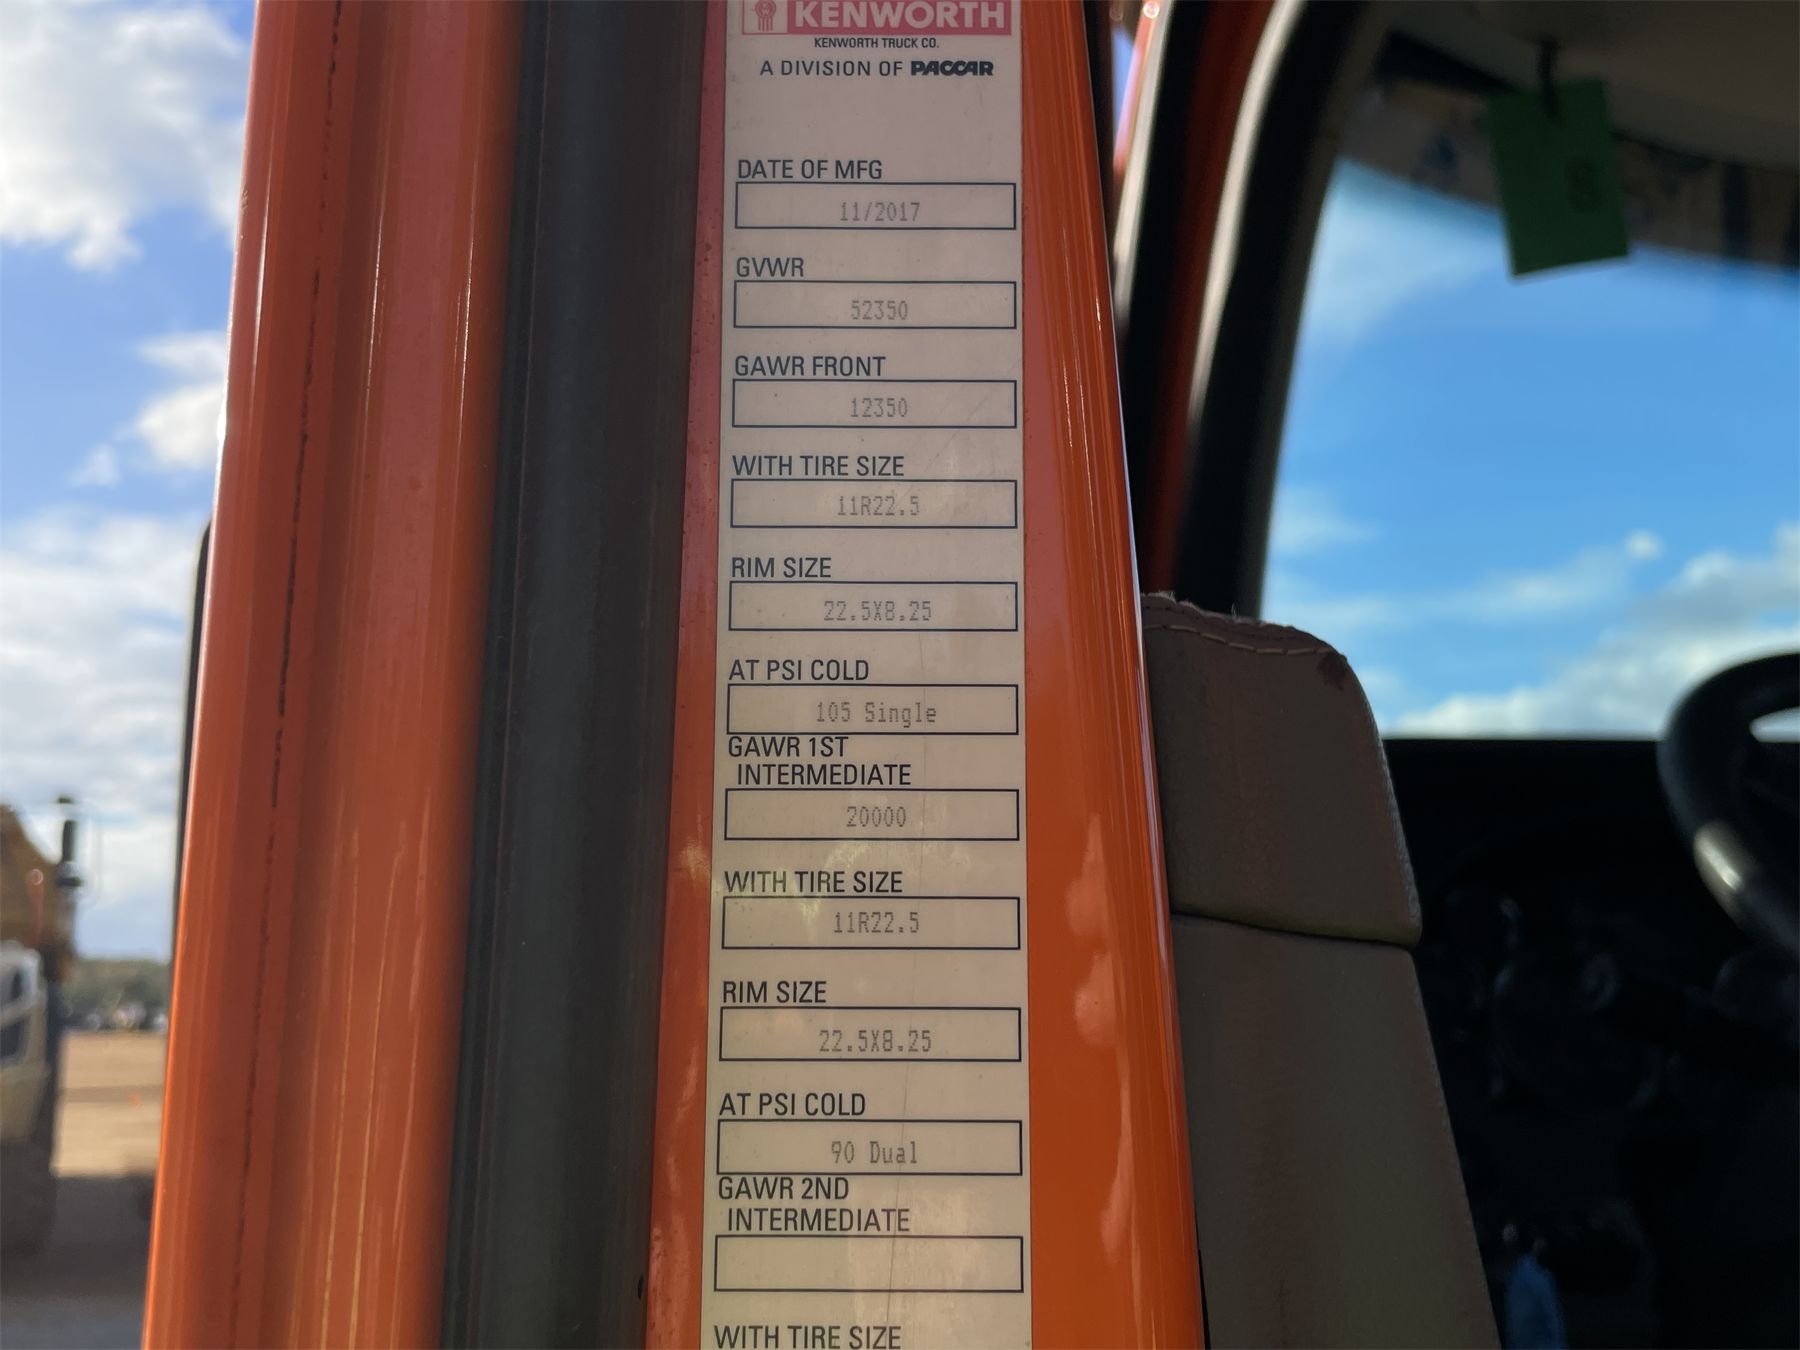 KENWORTH
KENWORTH TRUCK CO.
A DIVISION OF PACCAR
DATE OF MFG
11/2017
GVWR
52350
GAWR FRONT
12350
WITH TIRE SIZE
11R22.5
RIM SIZE
22.5X8.25
AT PSI COLD
105 Single
GAWR 1ST
INTERMEDIATE
20000
WITH TIRE SIZE
11R22.5
RIM SIZE
22.5X8.25
AT PSI COLD
90 Dual
GAWR 2ND
INTERMEDIATE
WITH TIRE SIZE